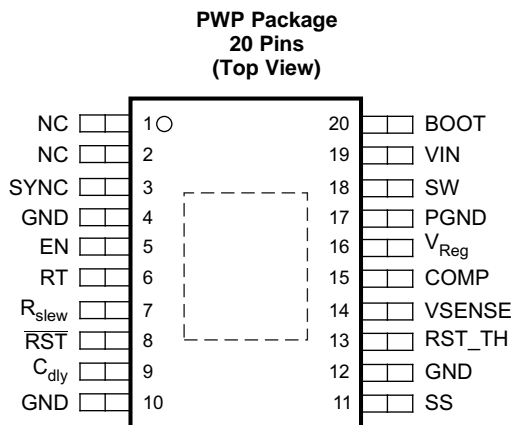 PWP Package
20 Pins
(Top View)
NC 1 20 BOOT
NC 2 19 VIN
SYNC 3 18 SW
GND 4 17 PGND
EN 5 16 VReg
RT 6 15 COMP
Rslew 7 14 VSENSE
RST 8 13 RST_TH
Cdly 9 12 GND
GND 10 11 SS